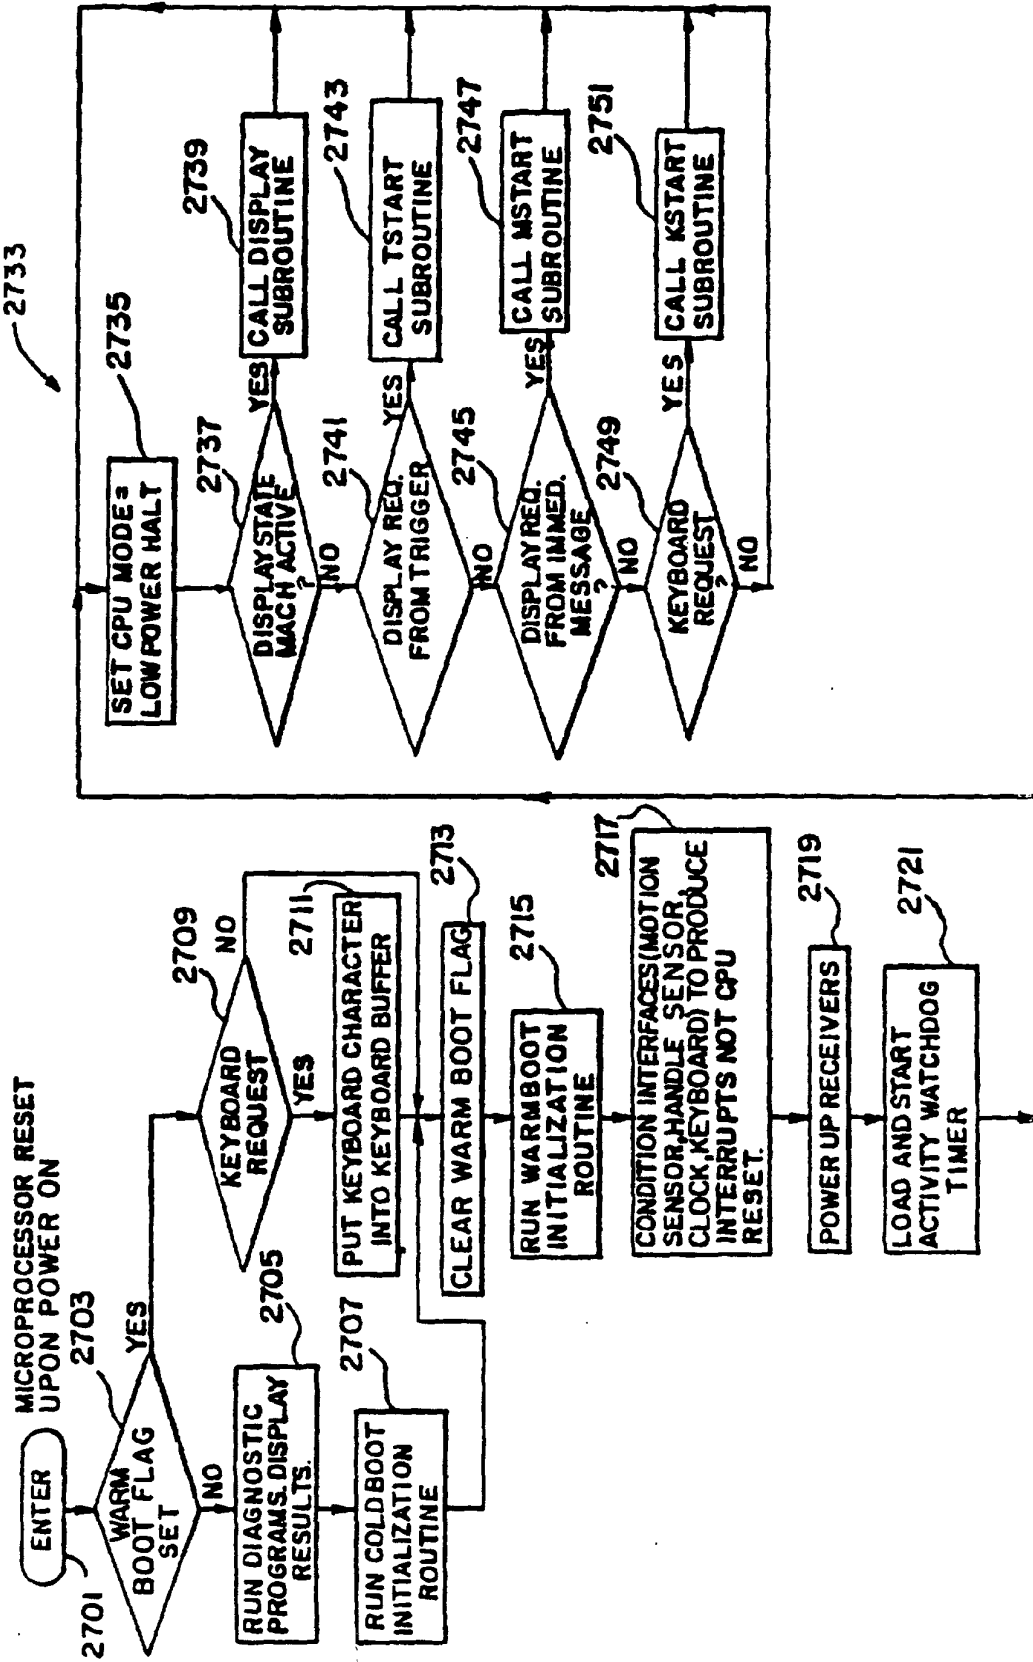 MICROPROCESSOR RESET
UPON POWER ON
ENTER
2701
2703
WARM
BOOT FLAG
SET
YES
NO
2705
RUN DIAGNOSTIC
PROGRAMS. DISPLAY
RESULTS.
2707
RUN COLDBOOT
INITIALIZATION
ROUTINE
2709
KEYBOARD
REQUEST
NO
YES
2711
PUT KEYBOARD CHARACTER
INTO KEYBOARD BUFFER
2713
CLEAR WARM BOOT FLAG
2715
RUN WARMBOOT
INITIALIZATION
ROUTINE
2717
CONDITION INTERFACES(MOTION
SENSOR,HANDLE SENSOR,
CLOCK,KEYBOARD) TO PRODUCE
INTERRUPTS NOT CPU
RESET.
2719
POWER UP RECEIVERS
2721
LOAD AND START
ACTIVITY WATCHDOG
TIMER
2733
2735
SET CPU MODE=
LOW POWER HALT
2737
DISPLAY STATE
MACH ACTIVE
?
YES
NO
2739
CALL DISPLAY
SUBROUTINE
2741
DISPLAY REQ.
FROM TRIGGER
YES
NO
2743
CALL TSTART
SUBROUTINE
2745
DISPLAY REQ.
FROM IMMED.
MESSAGE
?
YES
NO
2747
CALL MSTART
SUBROUTINE
2749
KEYBOARD
REQUEST
?
YES
NO
2751
CALL KSTART
SUBROUTINE